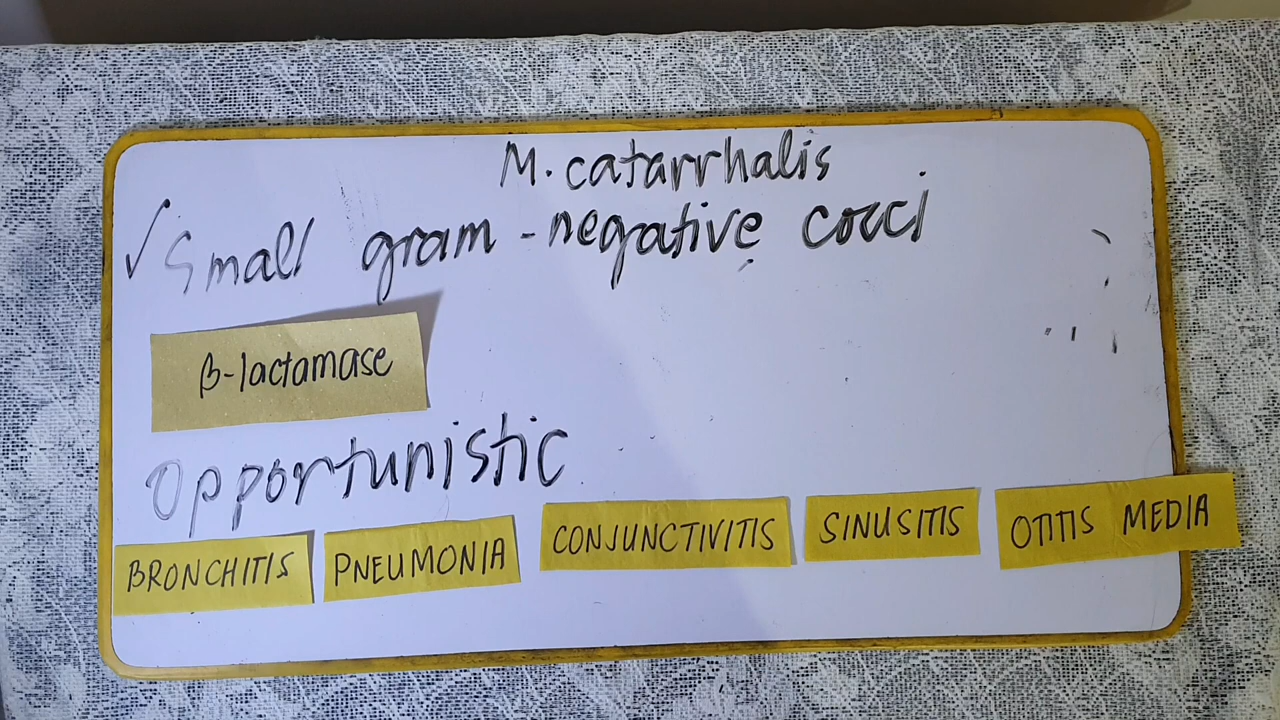 M. catarrhalis
✓ Small gram-negative cocci
β-lactamase
Opportunistic
BRONCHITIS PNEUMONIA CONJUNCTIVITIS SINUSITIS OTITIS MEDIA